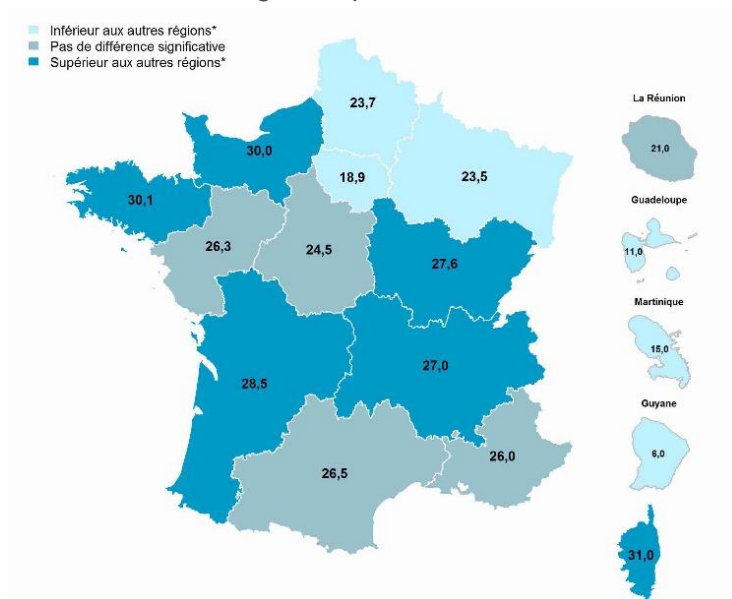 Inférieur aux autres régions*
Pas de différence significative
Supérieur aux autres régions*
23,7
30,0
18,9
23,5
30,1
26,3
24,5
27,6
28,5
27,0
26,5
26,0
La Réunion
21,0
Guadeloupe
11,0
Martinique
15,0
Guyane
6,0
31,0